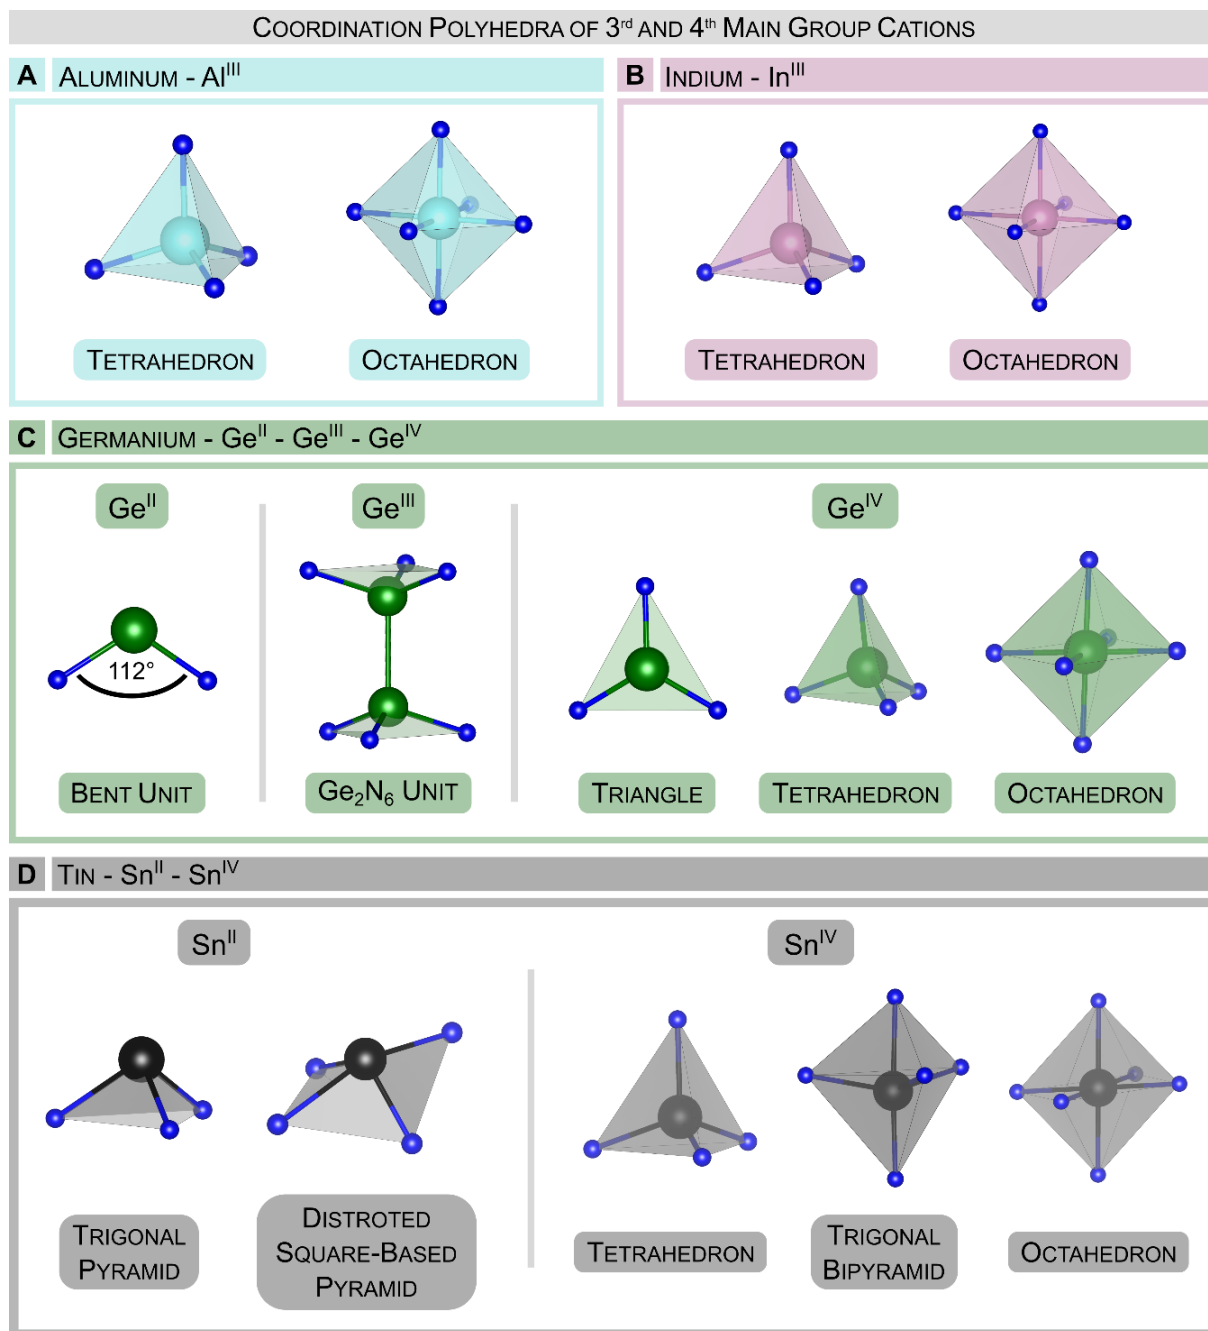 COORDINATION POLYHEDRA OF 3rd AND 4th MAIN GROUP CATIONS
A ALUMINUM - AlIII
B INDIUM - InIII
TETRAHEDRON OCTAHEDRON
TETRAHEDRON OCTAHEDRON
C GERMANIUM - GeII - GeIII - GeIV
GeII GeIII GeIV
112°
BENT UNIT Ge2N6 UNIT TRIANGLE TETRAHEDRON OCTAHEDRON
D TIN - SnII - SnIV
SnII SnIV
TRIGONAL
PYRAMID
DISTROTED
SQUARE-BASED
PYRAMID
TETRAHEDRON
TRIGONAL
BIPYRAMID
OCTAHEDRON